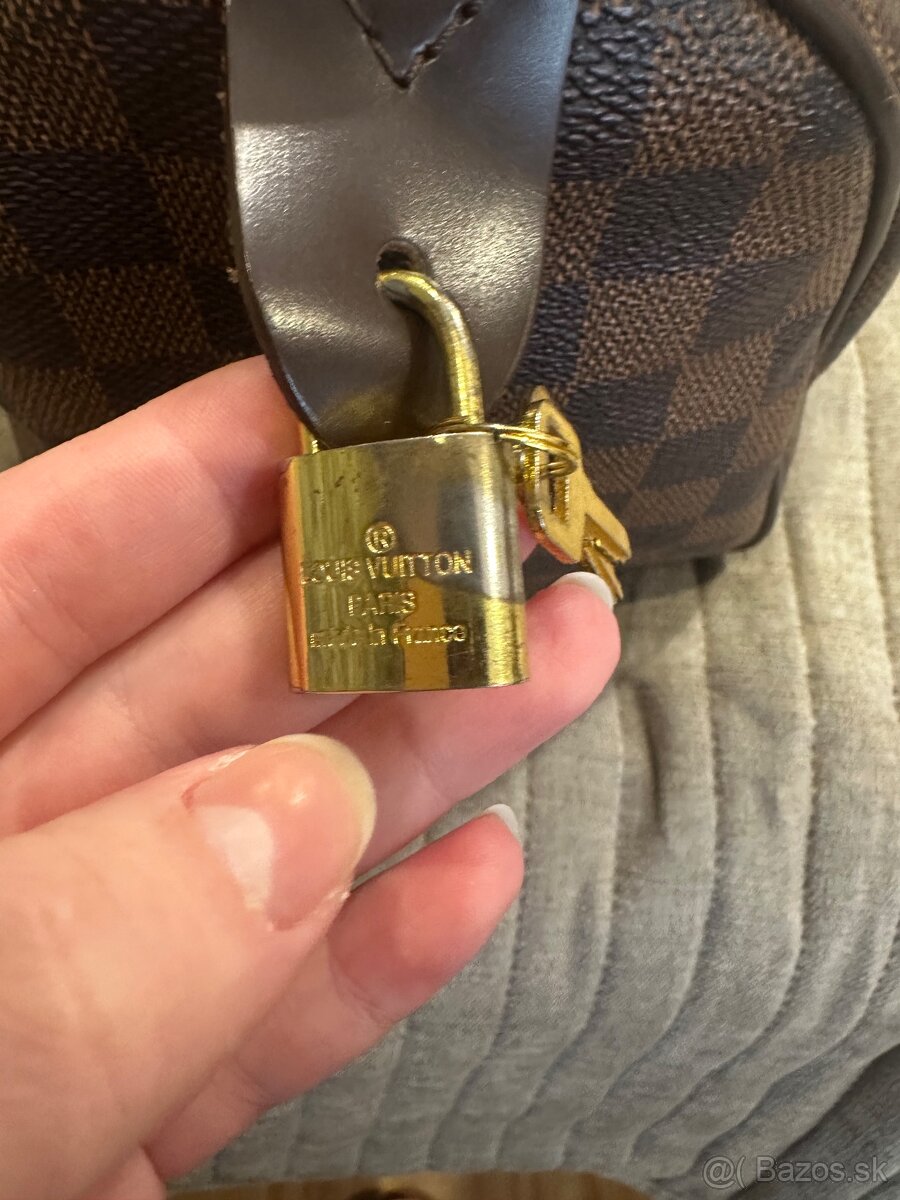 ®
LOUIS VUITTON
PARIS
made in France
@( Bazos.sk